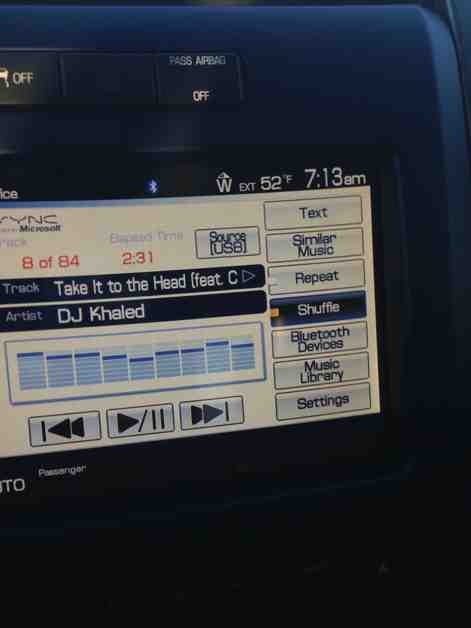 OFF
PASS AIRBAG
OFF
W EXT 52°F 7:13am
SYNC
Microsoft
Elapsed Time
8 of 84
2:31
Source
(USB)
Track Take It to the Head (feat. C
Artist DJ Khaled
Text
Similar
Music
Repeat
Shuffle
Bluetooth
Devices
Music
Library
Settings
Passenger